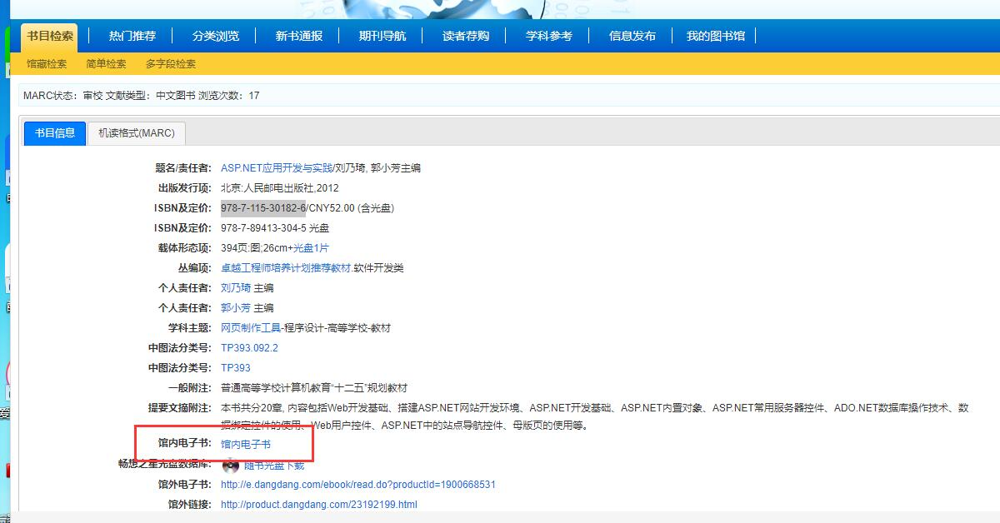 书目检索 热门推荐 分类浏览 新书通报 期刊导航 读者荐购 学科参考 信息发布 我的图书馆
馆藏检索 简单检索 多字段检索
MARC状态：审校 文献类型：中文图书 浏览次数：17
书目信息 机读格式(MARC)
题名/责任者: ASP.NET应用开发与实践/刘乃琦, 郭小芳主编
出版发行项: 北京:人民邮电出版社,2012
ISBN及定价: 978-7-115-30182-6/CNY52.00 (含光盘)
ISBN及定价: 978-7-89413-304-5 光盘
载体形态项: 394页:图;26cm+光盘1片
丛编项: 卓越工程师培养计划推荐教材.软件开发类
个人责任者: 刘乃琦 主编
个人责任者: 郭小芳 主编
学科主题: 网页制作工具-程序设计-高等学校-教材
中图法分类号: TP393.092.2
中图法分类号: TP393
一般附注: 普通高等学校计算机教育“十二五”规划教材
提要文摘附注: 本书共分20章, 内容包括Web开发基础、搭建ASP.NET网站开发环境、ASP.NET开发基础、ASP.NET内置对象、ASP.NET常用服务器控件、ADO.NET数据库操作技术、数
据绑定控件的使用、Web用户控件、ASP.NET中的站点导航控件、母版页的使用等。
馆内电子书: 馆内电子书
畅想之星光盘数据库: 随书光盘下载
馆外电子书: http://e.dangdang.com/ebook/read.do?productId=1900668531
馆外链接: http://product.dangdang.com/23192199.html